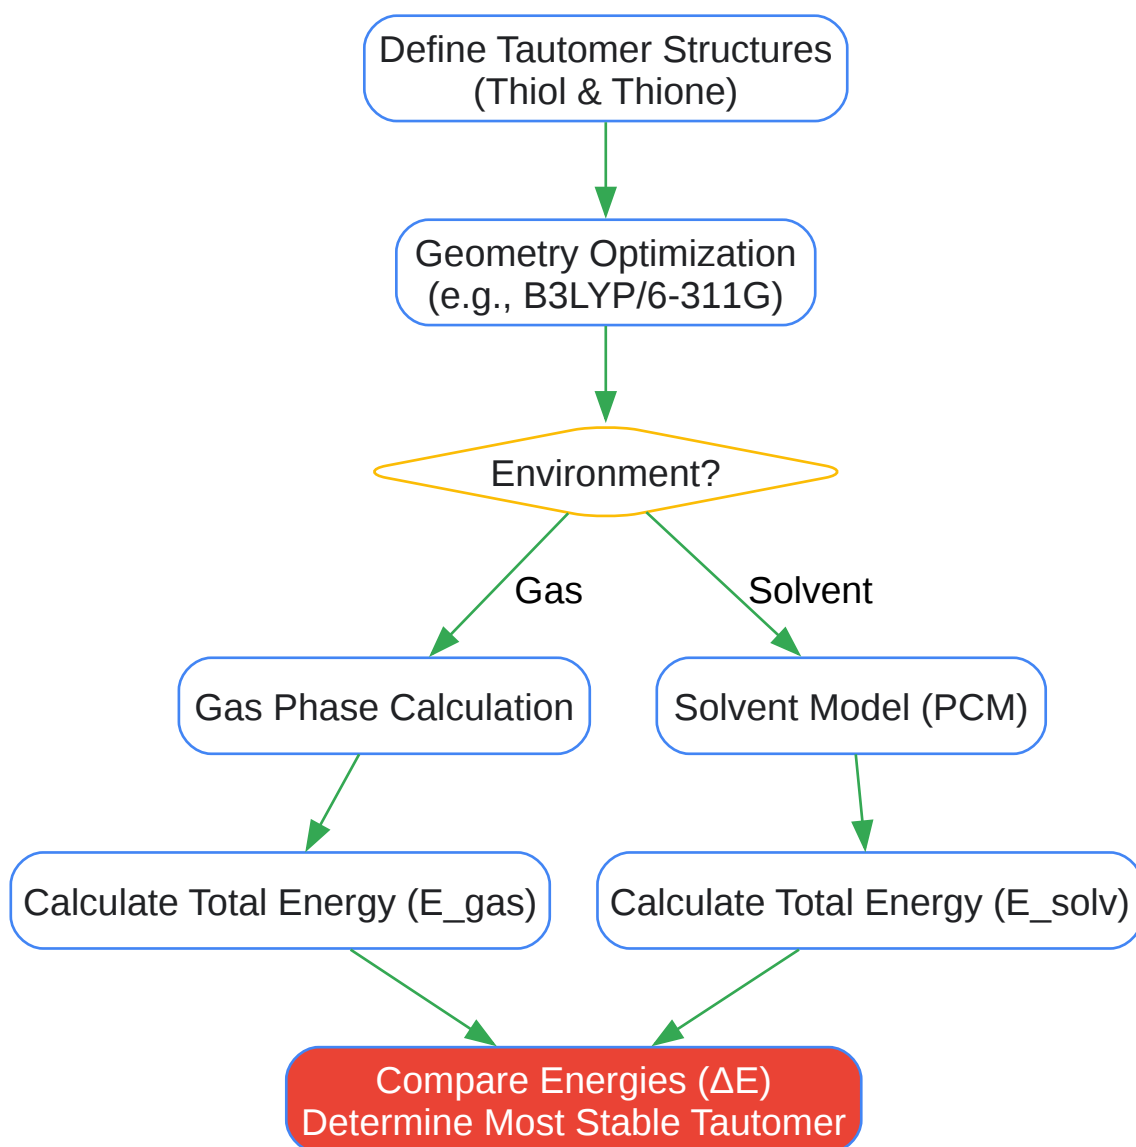 Define Tautomer Structures
(Thiol & Thione)
Geometry Optimization
(e.g., B3LYP/6-311G)
Environment?
Gas
Solvent
Gas Phase Calculation
Solvent Model (PCM)
Calculate Total Energy (E_gas)
Calculate Total Energy (E_solv)
Compare Energies (ΔE)
Determine Most Stable Tautomer